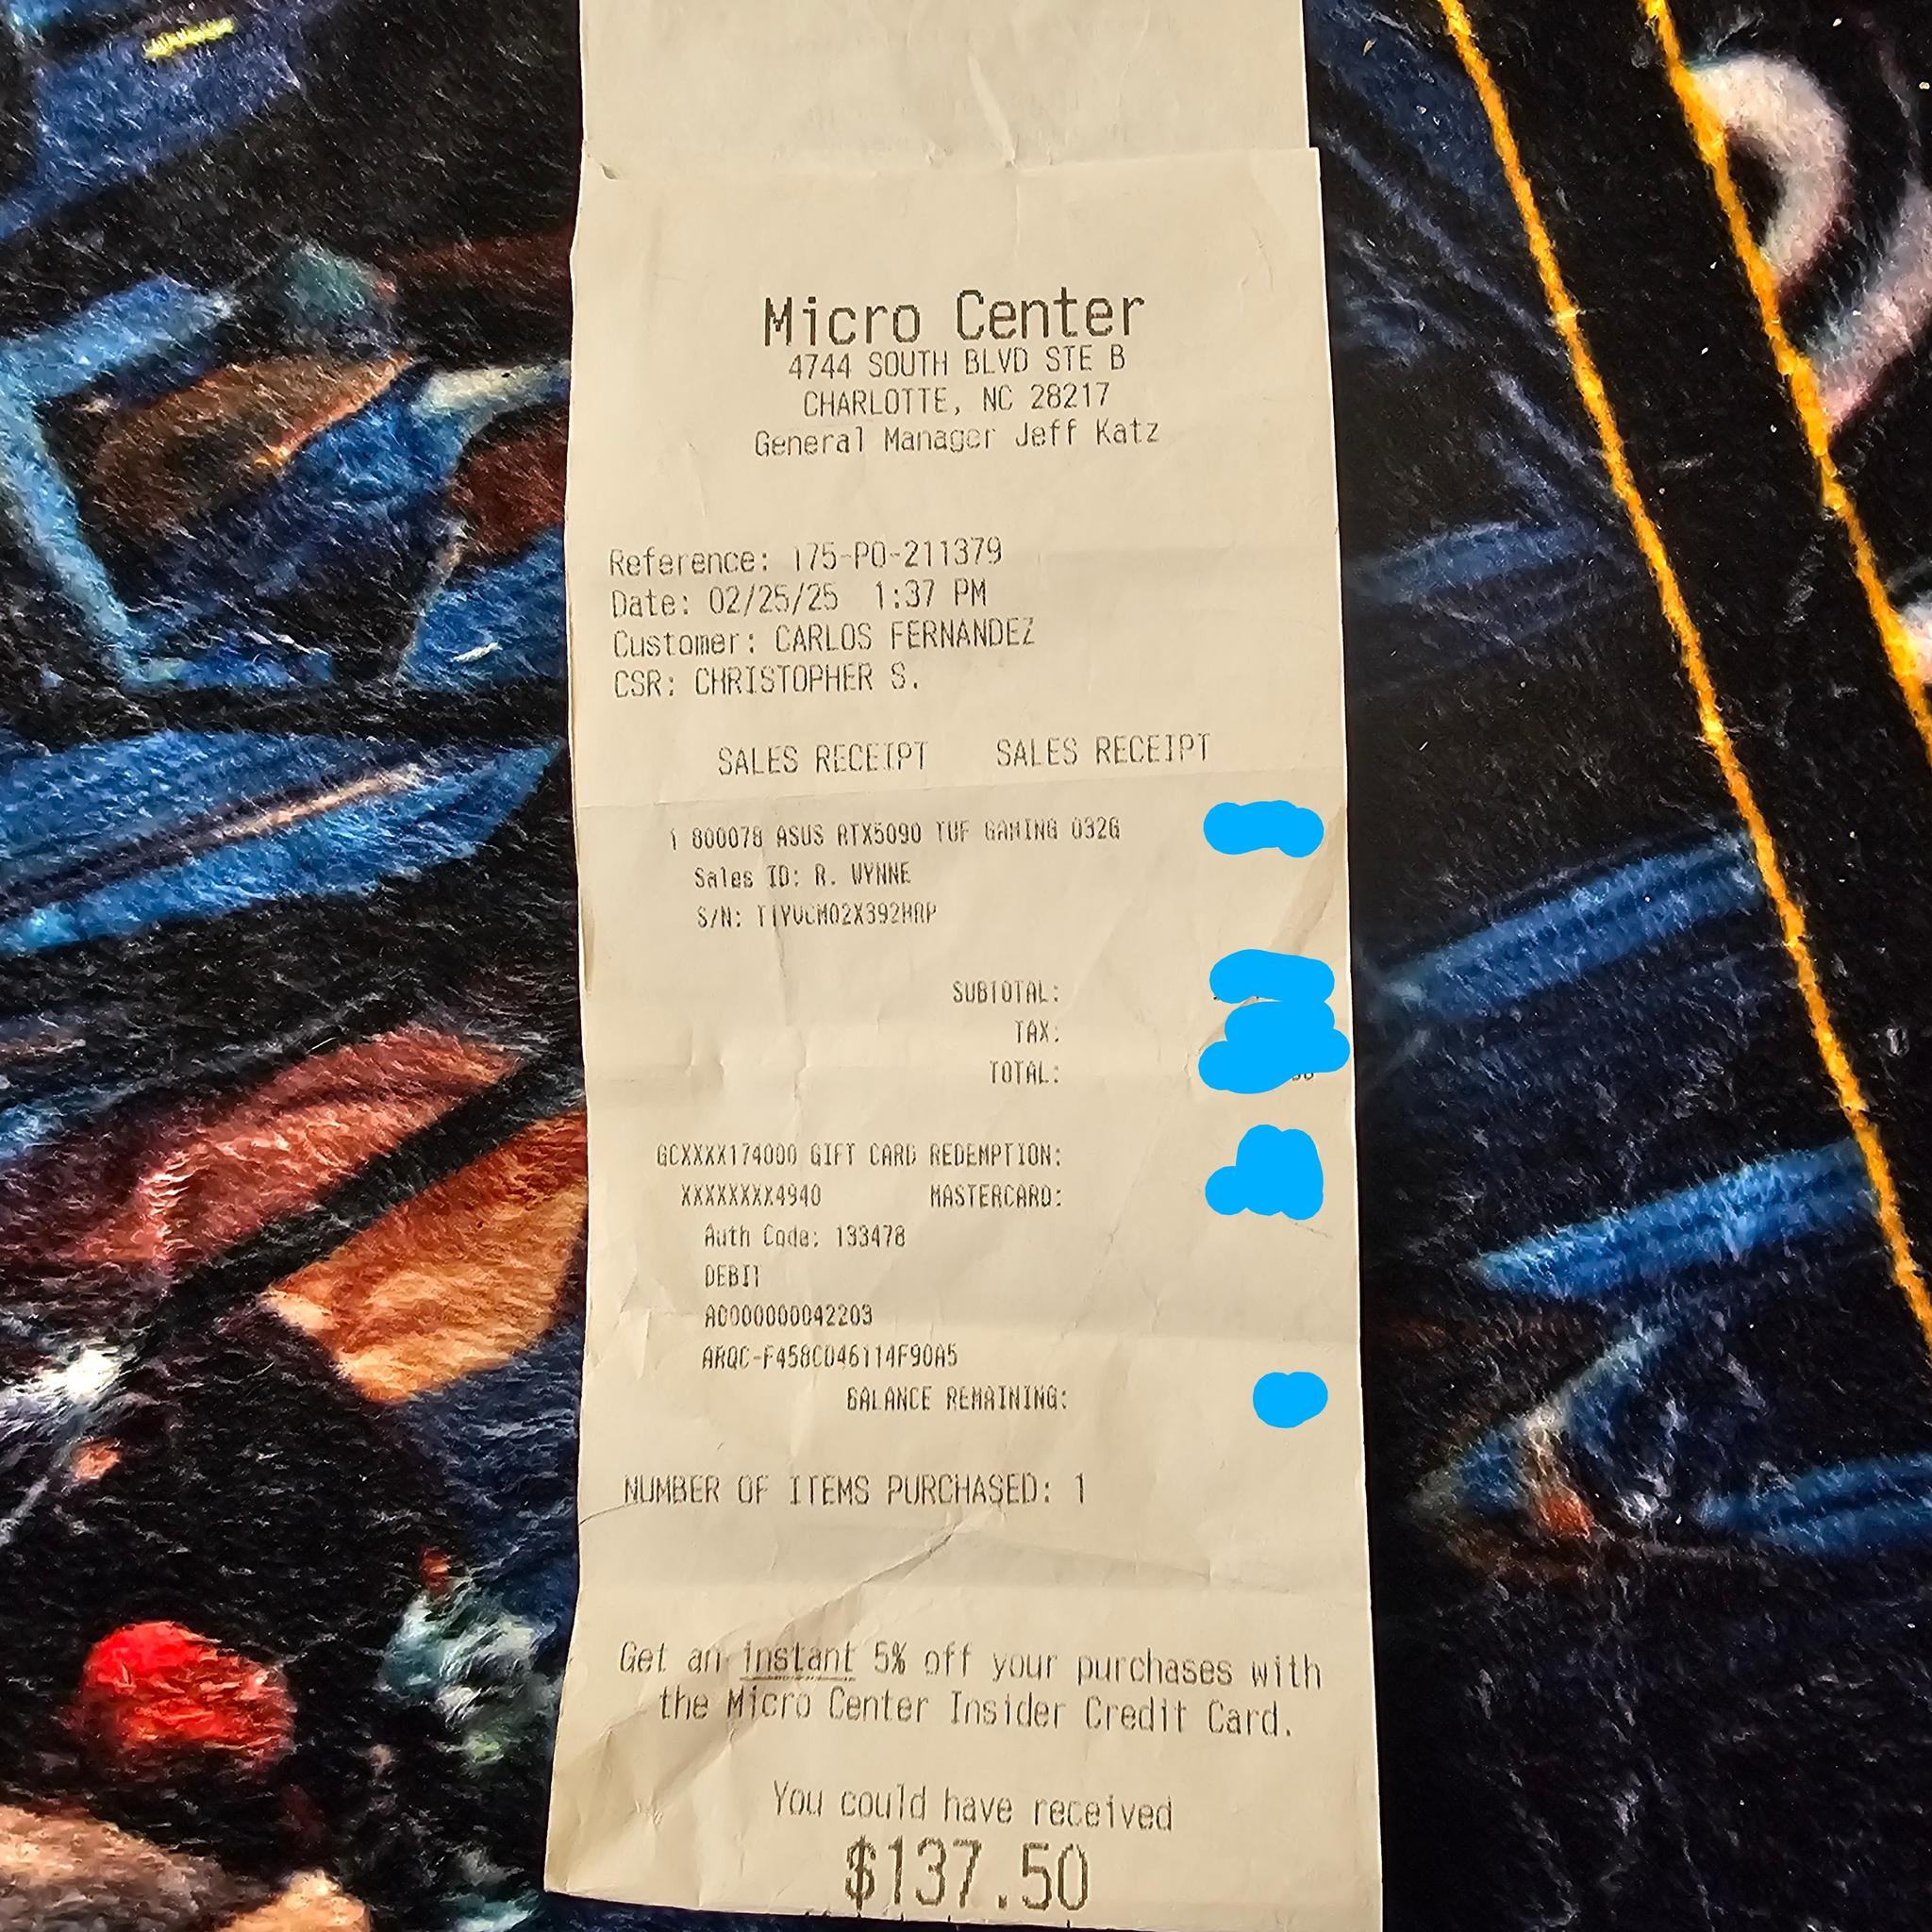 Micro Center
4744 SOUTH BLVD STE B
CHARLOTTE, NC 28217
General Manager Jeff Katz
Reference: 175-PO-211379
Date: 02/25/25 1:37 PM
Customer: CARLOS FERNANDEZ
CSR: CHRISTOPHER S.
SALES RECEIPT SALES RECEIPT
1 800078 ASUS RTX5090 TUF GAMING O32G
Sales ID: R. WYNNE
S/N:
SUBTOTAL:
TAX:
TOTAL:
GCXXXX174000 GIFT CARD REDEMPTION:
XXXXXXXX4940 MASTERCARD:
Auth Code: 133478
DEBIT
A0000000042203
ARQC-F458CD46114F90A5
BALANCE REMAINING:
NUMBER OF ITEMS PURCHASED: 1
Get an instant 5% off your purchases with
the Micro Center Insider Credit Card.
You could have received
$137.50